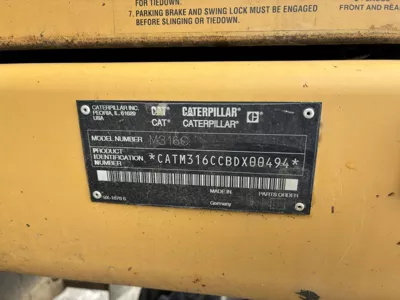 FOR TIEDOWN.
7. PARKING BRAKE AND SWING LOCK MUST BE ENGAGED
BEFORE SLINGING OR TIEDOWN.
FRONT AND REAR
CATERPILLAR INC.
PEORIA, IL. 61629
USA
CAT CATERPILLAR
CAT® CATERPILLAR®
MODEL NUMBER M316C
PRODUCT
IDENTIFICATION
NUMBER *CATM316CCBDX00494*
MADE IN
Germany
PARTS ORDER